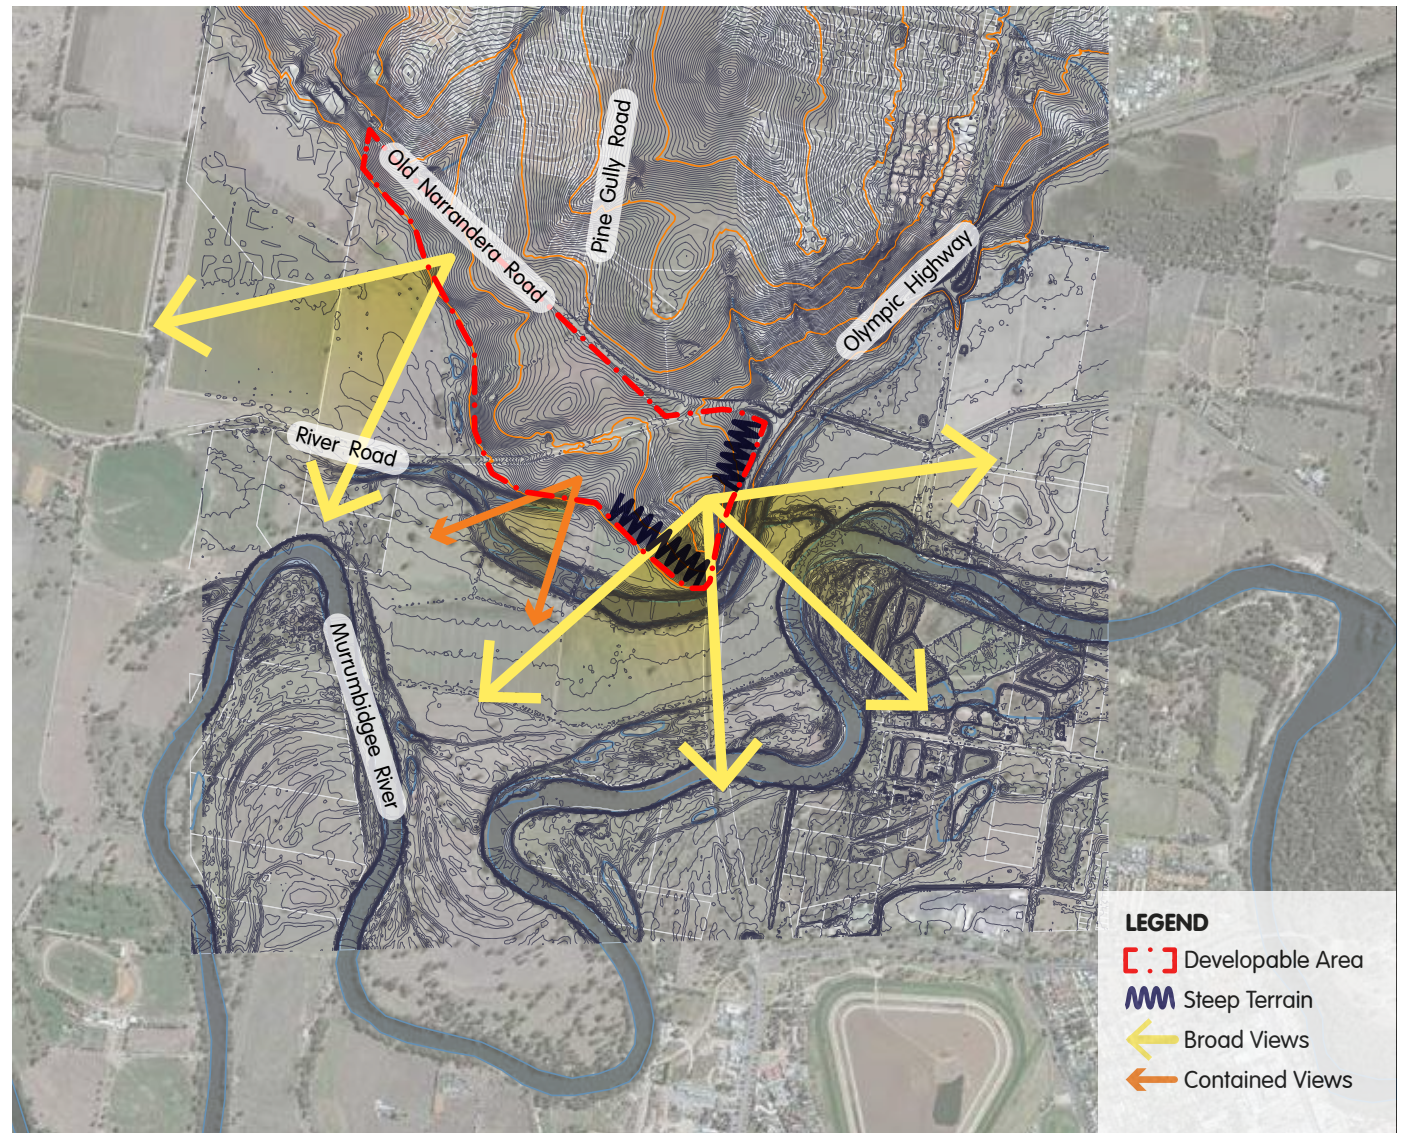 Pine Gully Road
Old Narrandera Road
Olympic Highway
River Road
Murrumbidgee River
LEGEND
Developable Area
Steep Terrain
Broad Views
Contained Views